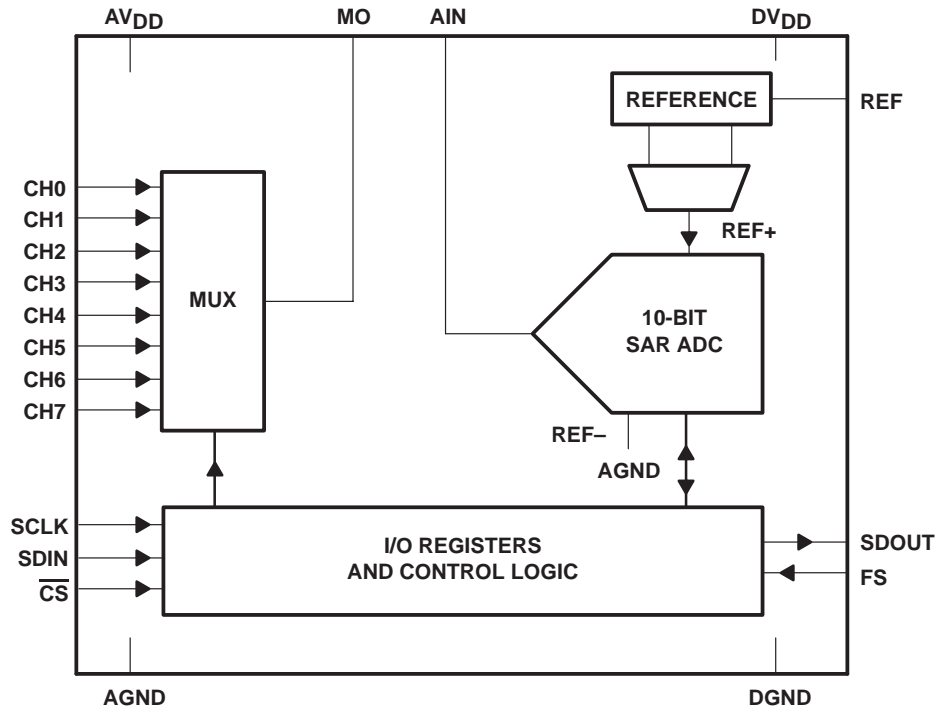 AVDD
MO
AIN
DVDD
REFERENCE
REF
CH0
CH1
CH2
CH3
CH4
CH5
CH6
CH7
MUX
REF+
10-BIT
SAR ADC
REF–
AGND
SCLK
SDIN
C̅S̅
I/O REGISTERS
AND CONTROL LOGIC
SDOUT
FS
AGND
DGND